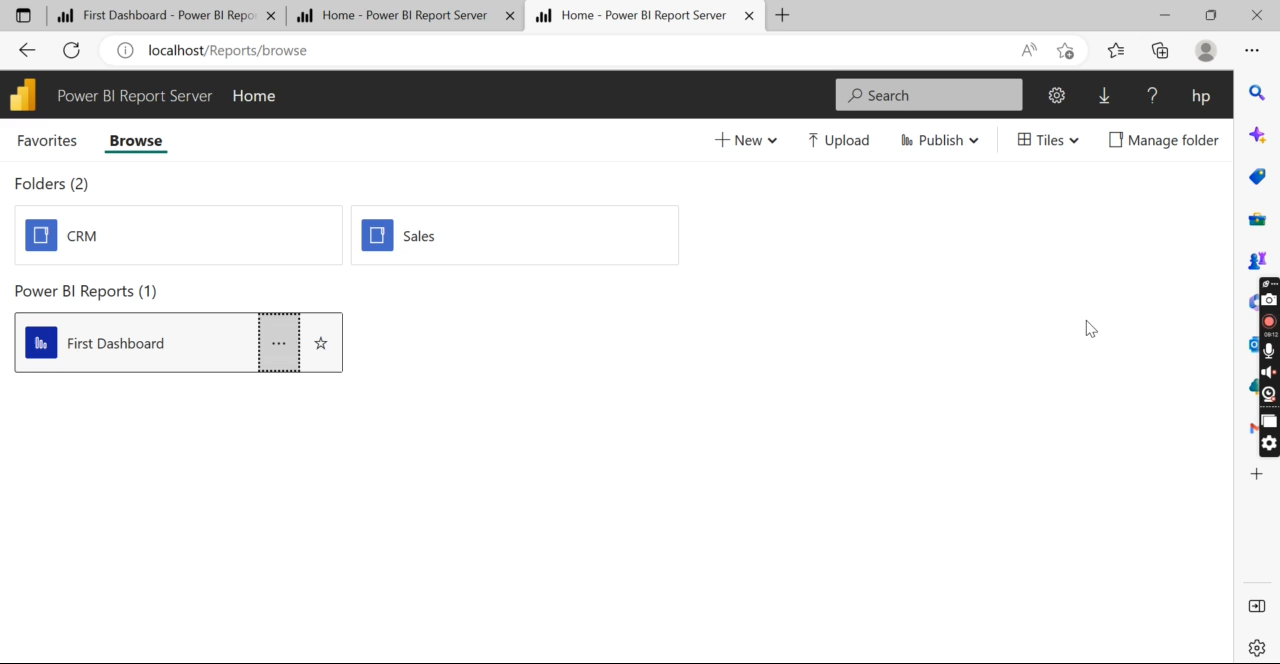 First Dashboard - Power BI Repo
Home - Power BI Report Server
Home - Power BI Report Server
localhost/Reports/browse
Power BI Report Server Home
Search
? hp
Favorites Browse
New Upload Publish Tiles Manage folder
Folders (2)
CRM Sales
Power BI Reports (1)
First Dashboard
09:12